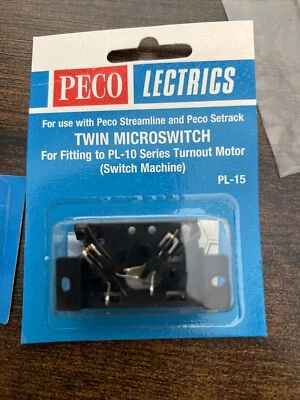 PECO LECTRICS
For use with Peco Streamline and Peco Setrack
TWIN MICROSWITCH
For Fitting to PL-10 Series Turnout Motor
(Switch Machine)
PL-15